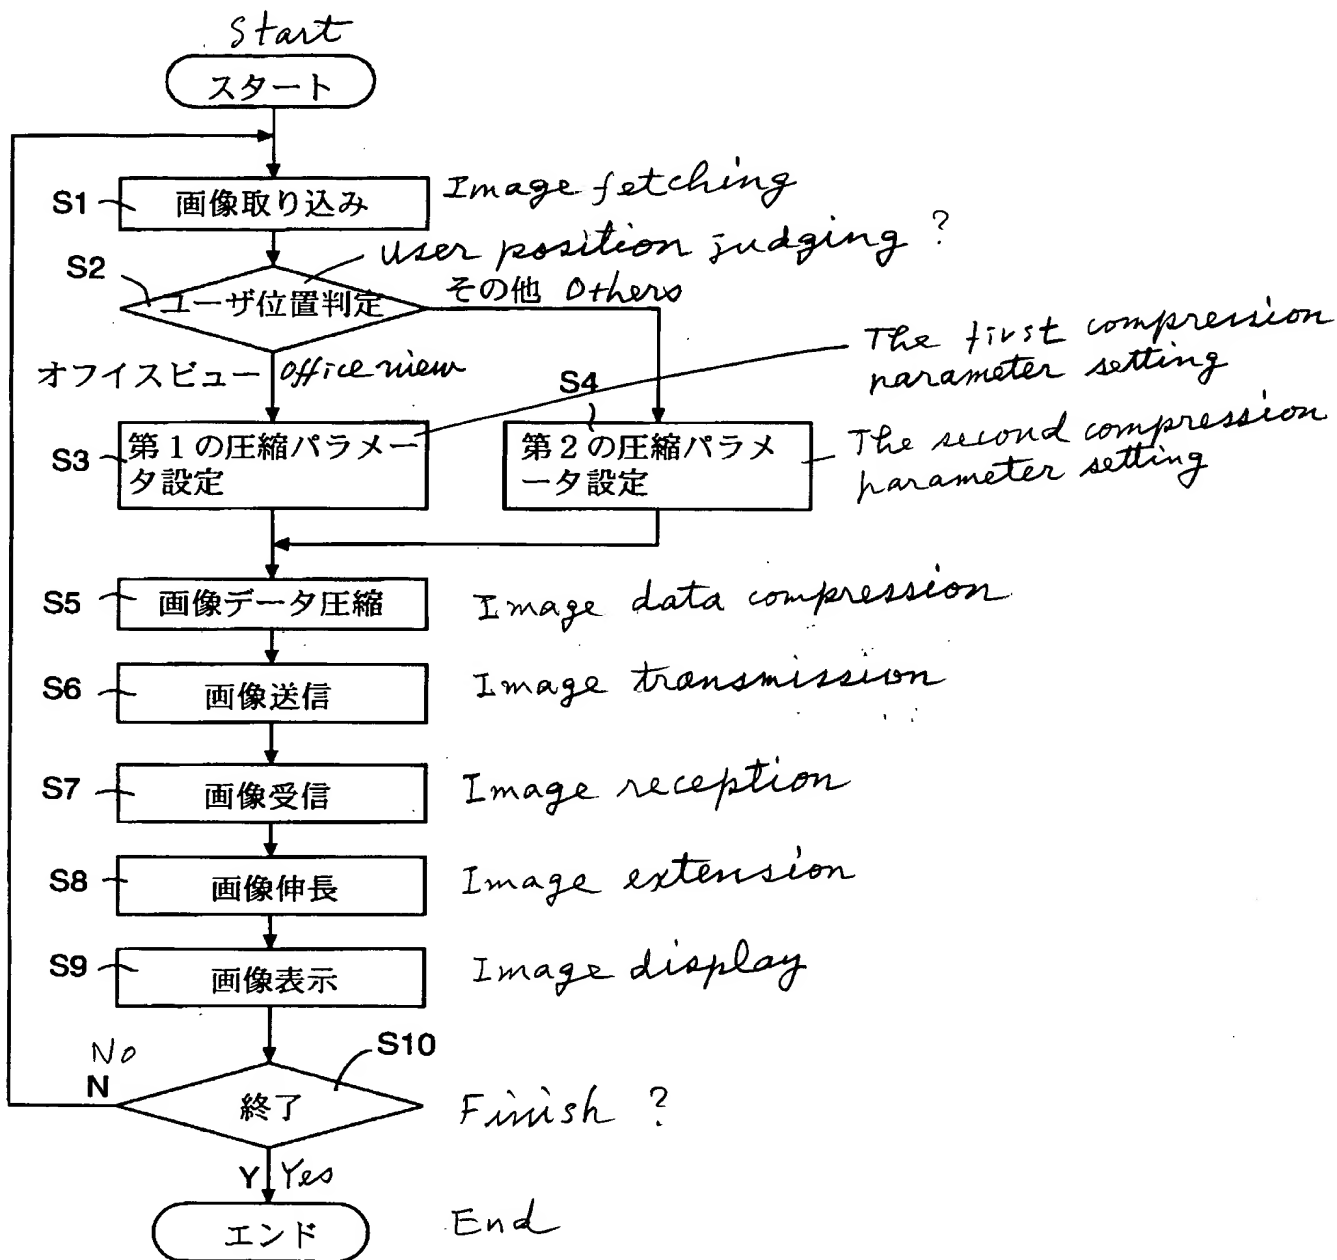 Start
スタート
S1
画像取り込み
Image fetching
S2
user position judging ?
ユーザ位置判定
その他 Others
オフイスビュー office view
The first compression
parameter setting
S4
S3
第1の圧縮パラメー
タ設定
第2の圧縮パラメ
ータ設定
The second compression
parameter setting
S5
画像データ圧縮
Image data compression
S6
画像送信
Image transmission
S7
画像受信
Image reception
S8
画像伸長
Image extension
S9
画像表示
Image display
No
N
S10
終了
Finish ?
Y Yes
エンド
End